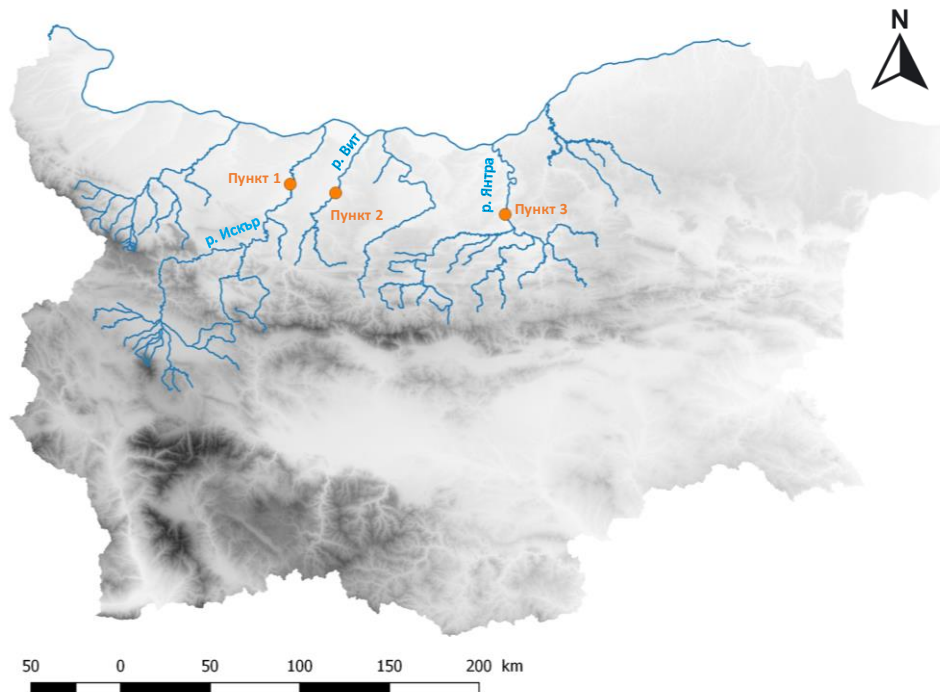 N
р. Вит
Пункт 1
р. Янтра
Пункт 2
Пункт 3
р. Искър
50 0 50 100 150 200 km